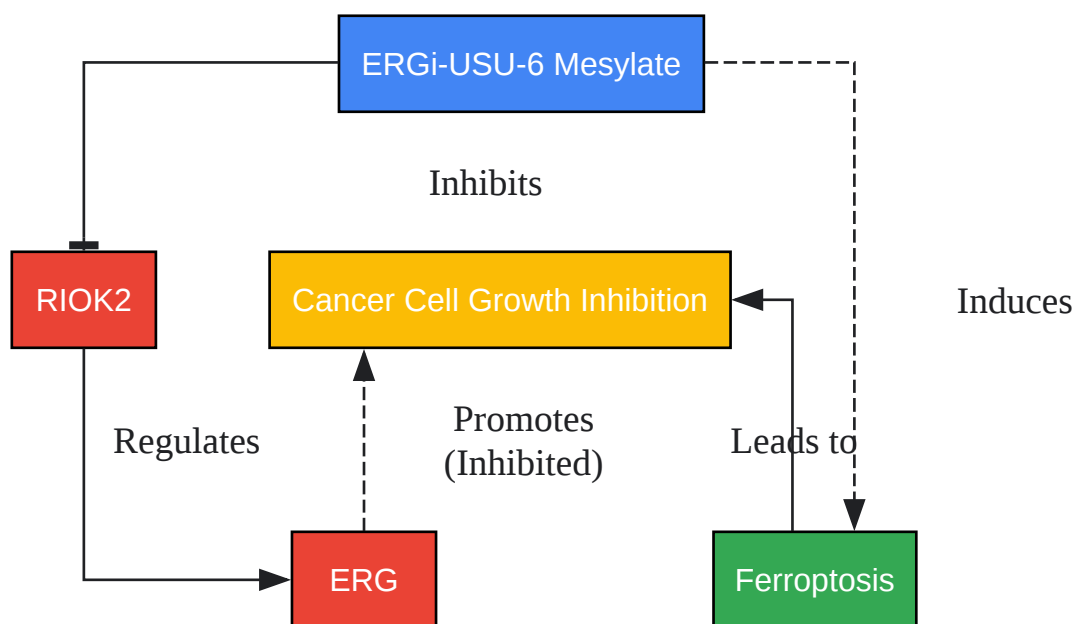 ERGi-USU-6 Mesylate
Inhibits
RIOK2
Cancer Cell Growth Inhibition
Induces
Regulates
Promotes
(Inhibited)
Leads to
ERG
Ferroptosis